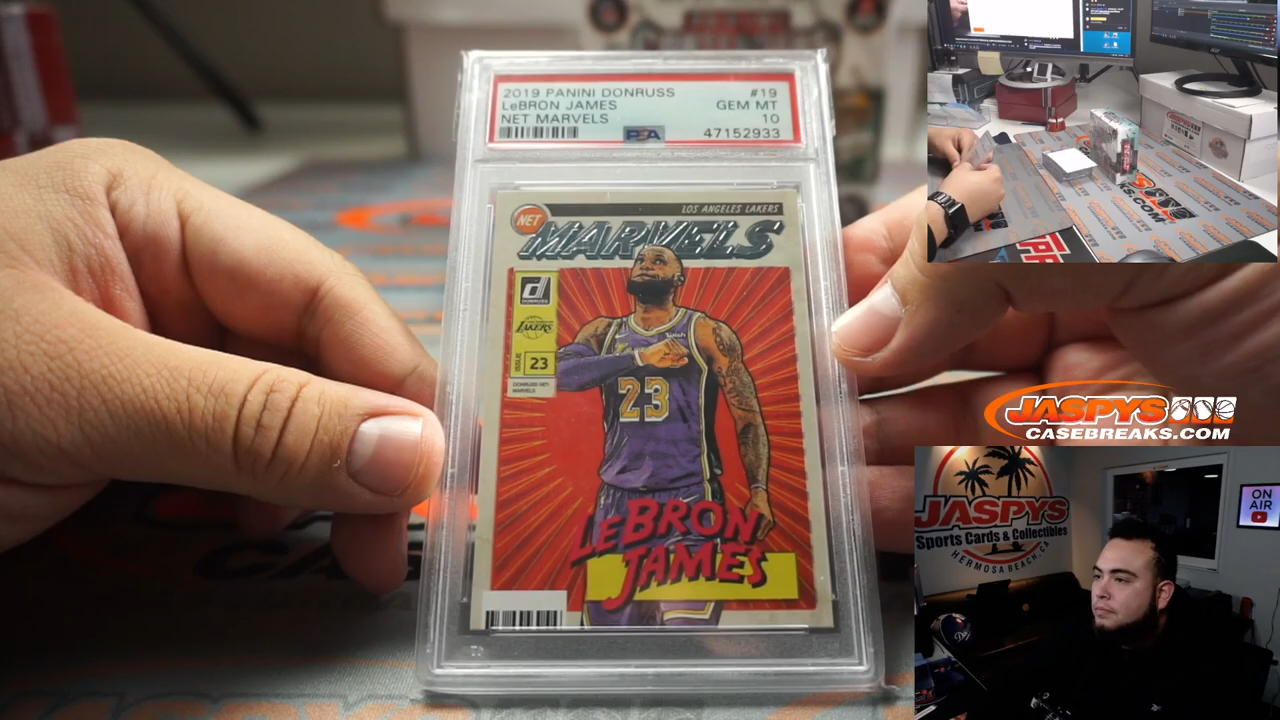 2019 PANINI DONRUSS #19
LeBRON JAMES GEM MT
NET MARVELS 10
PSA 47152933
LOS ANGELES LAKERS
NET
MARVELS
DONRUSS
LAKERS
ISSUE 23
DONRUSS NET
MARVELS
23
LeBRON
JAMES
JASPYS
CASEBREAKS.COM
JASPYS
Sports Cards & Collectibles
HERMOSA BEACH, CA
ON
AIR